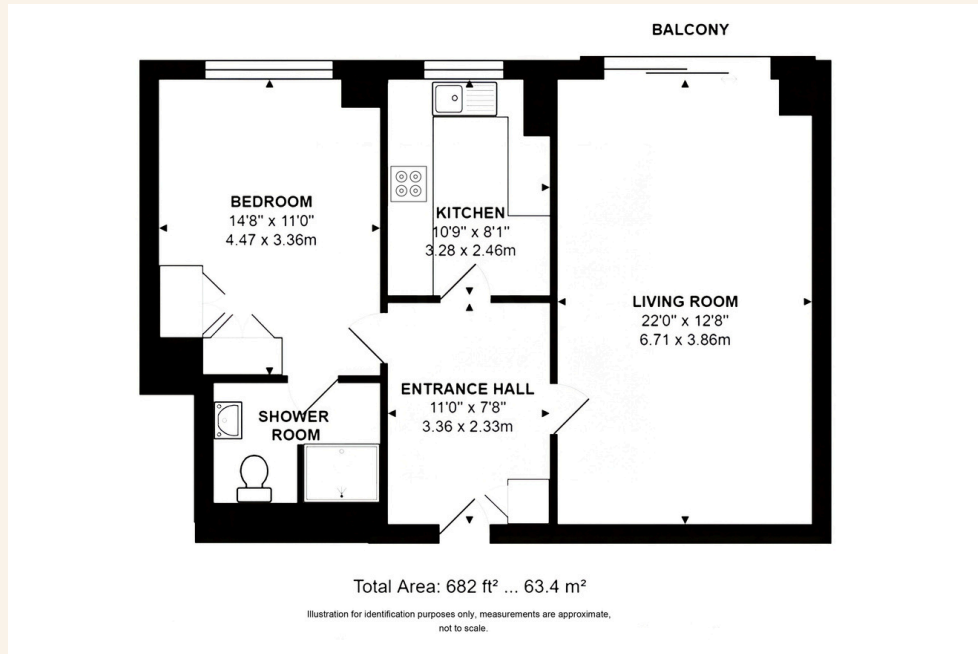 BALCONY
BEDROOM
14'8" x 11'0"
4.47 x 3.36m
KITCHEN
10'9" x 8'1"
3.28 x 2.46m
LIVING ROOM
22'0" x 12'8"
6.71 x 3.86m
ENTRANCE HALL
11'0" x 7'8"
3.36 x 2.33m
SHOWER
ROOM
Total Area: 682 ft² ... 63.4 m²
Illustration for identification purposes only, measurements are approximate,
not to scale.